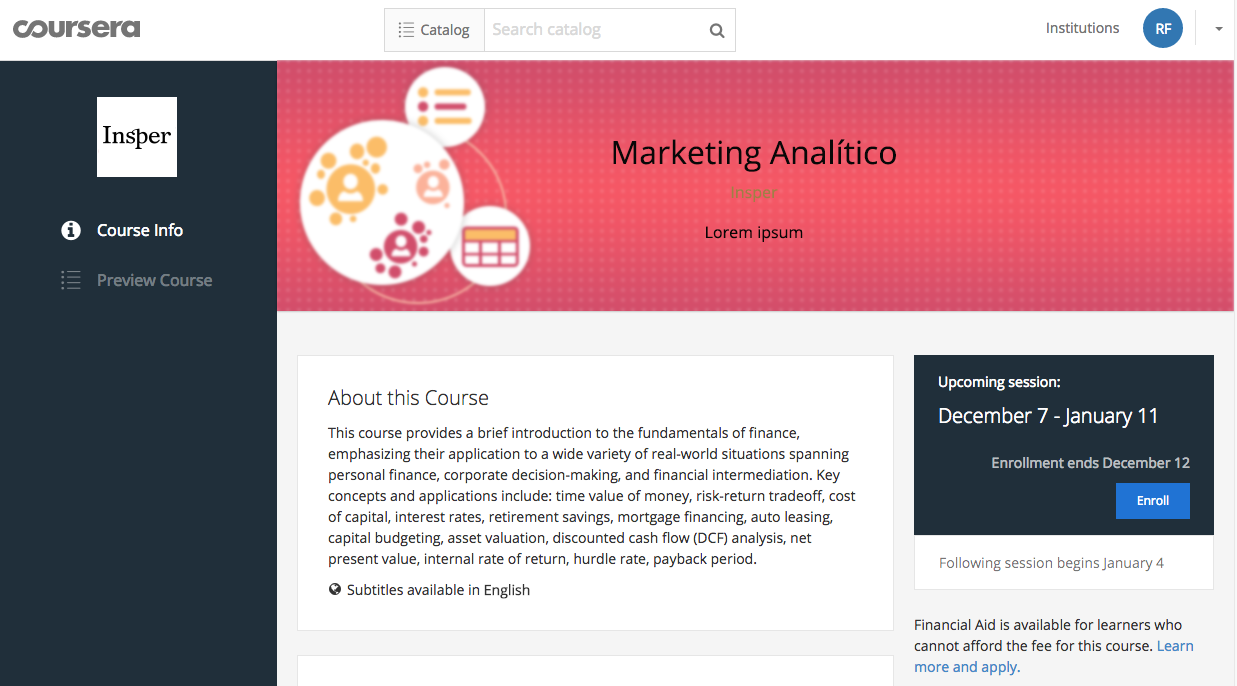 coursera
Catalog
Search catalog
Institutions
RF
Insper
Course Info
Preview Course
Marketing Analítico
Insper
Lorem ipsum
About this Course
This course provides a brief introduction to the fundamentals of finance,
emphasizing their application to a wide variety of real-world situations spanning
personal finance, corporate decision-making, and financial intermediation. Key
concepts and applications include: time value of money, risk-return tradeoff, cost
of capital, interest rates, retirement savings, mortgage financing, auto leasing,
capital budgeting, asset valuation, discounted cash flow (DCF) analysis, net
present value, internal rate of return, hurdle rate, payback period.
Subtitles available in English
Upcoming session:
December 7 - January 11
Enrollment ends December 12
Enroll
Following session begins January 4
Financial Aid is available for learners who
cannot afford the fee for this course. Learn
more and apply.